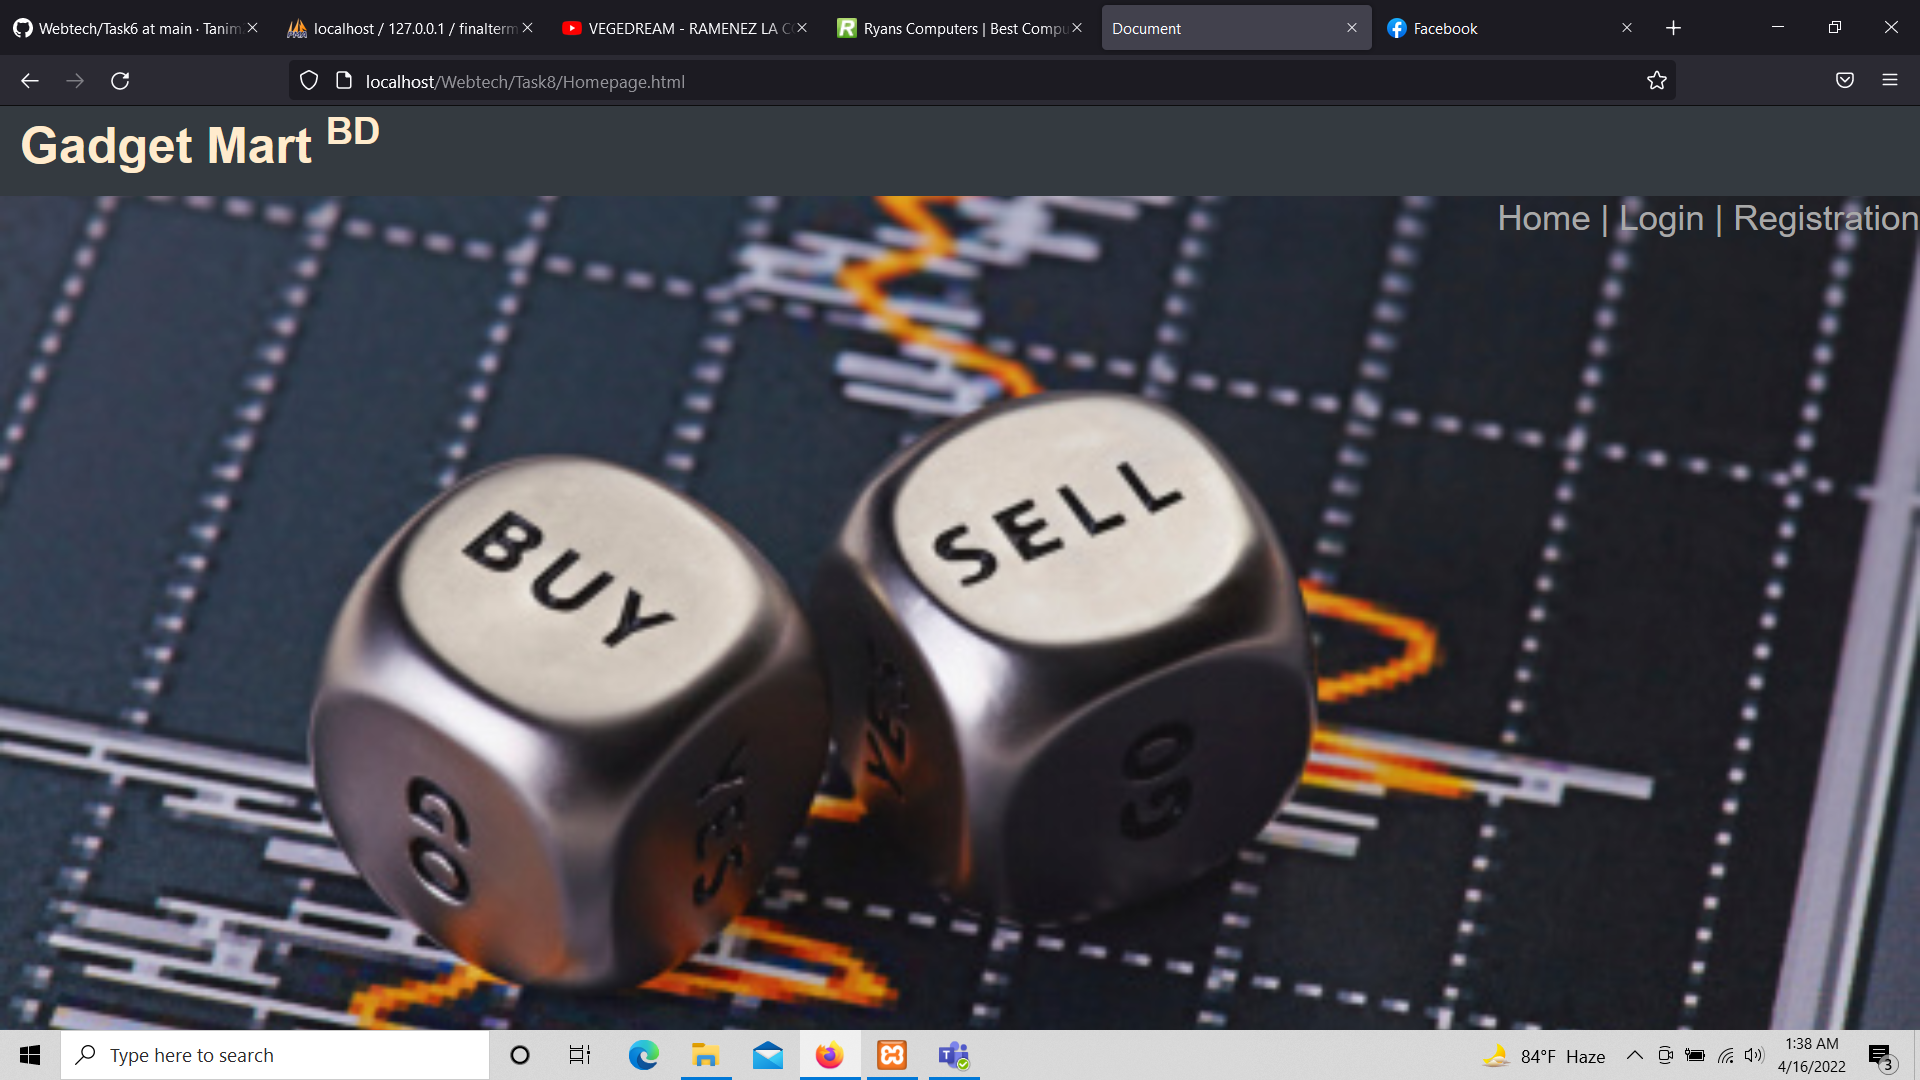 Webtech/Task6 at main · Tanim
localhost / 127.0.0.1 / finalterm
VEGEDREAM - RAMENEZ LA CO
Ryans Computers | Best Compu
Document
Facebook
localhost/Webtech/Task8/Homepage.html
Gadget Mart BD
Home | Login | Registration
BUY
SELL
GO
YES
YES
GO
Type here to search
84°F Haze
1:38 AM
4/16/2022
3